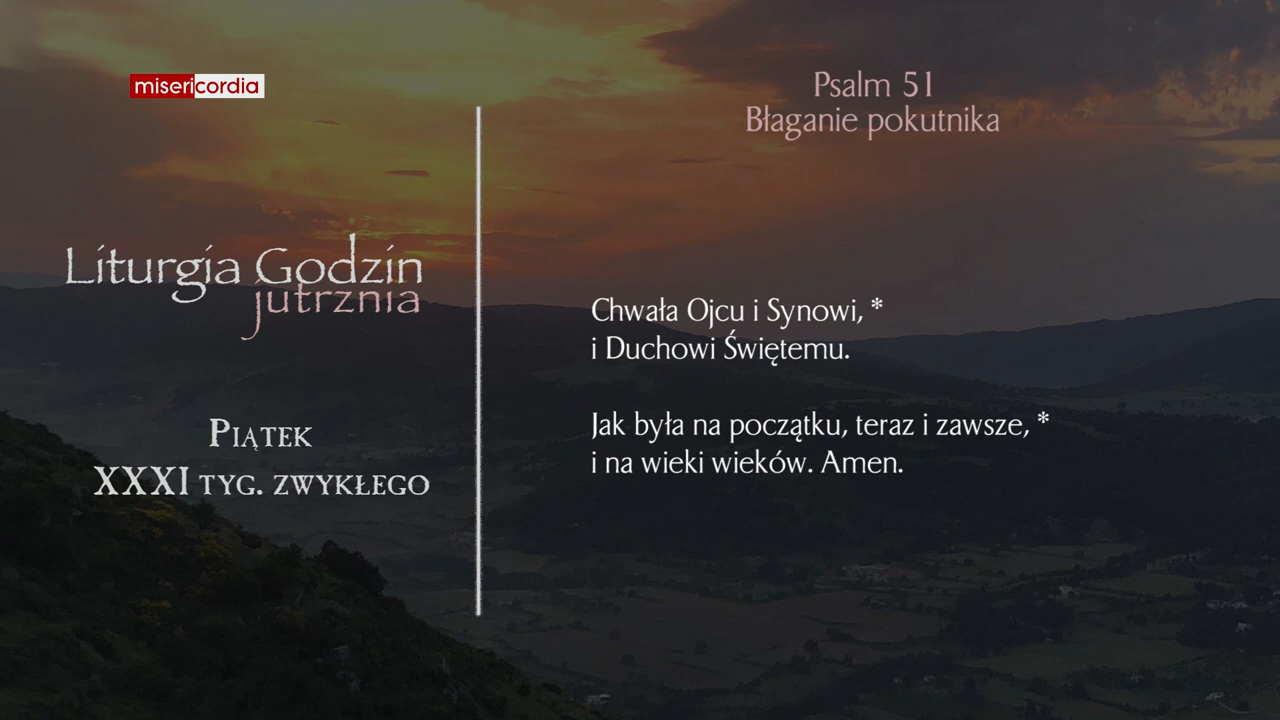 misericordia
Liturgia Godzin
jutrznia
Piątek
XXXI tyg. zwykłego
Psalm 51
Błaganie pokutnika
Chwała Ojcu i Synowi, *
i Duchowi Świętemu.
Jak była na początku, teraz i zawsze, *
i na wieki wieków. Amen.